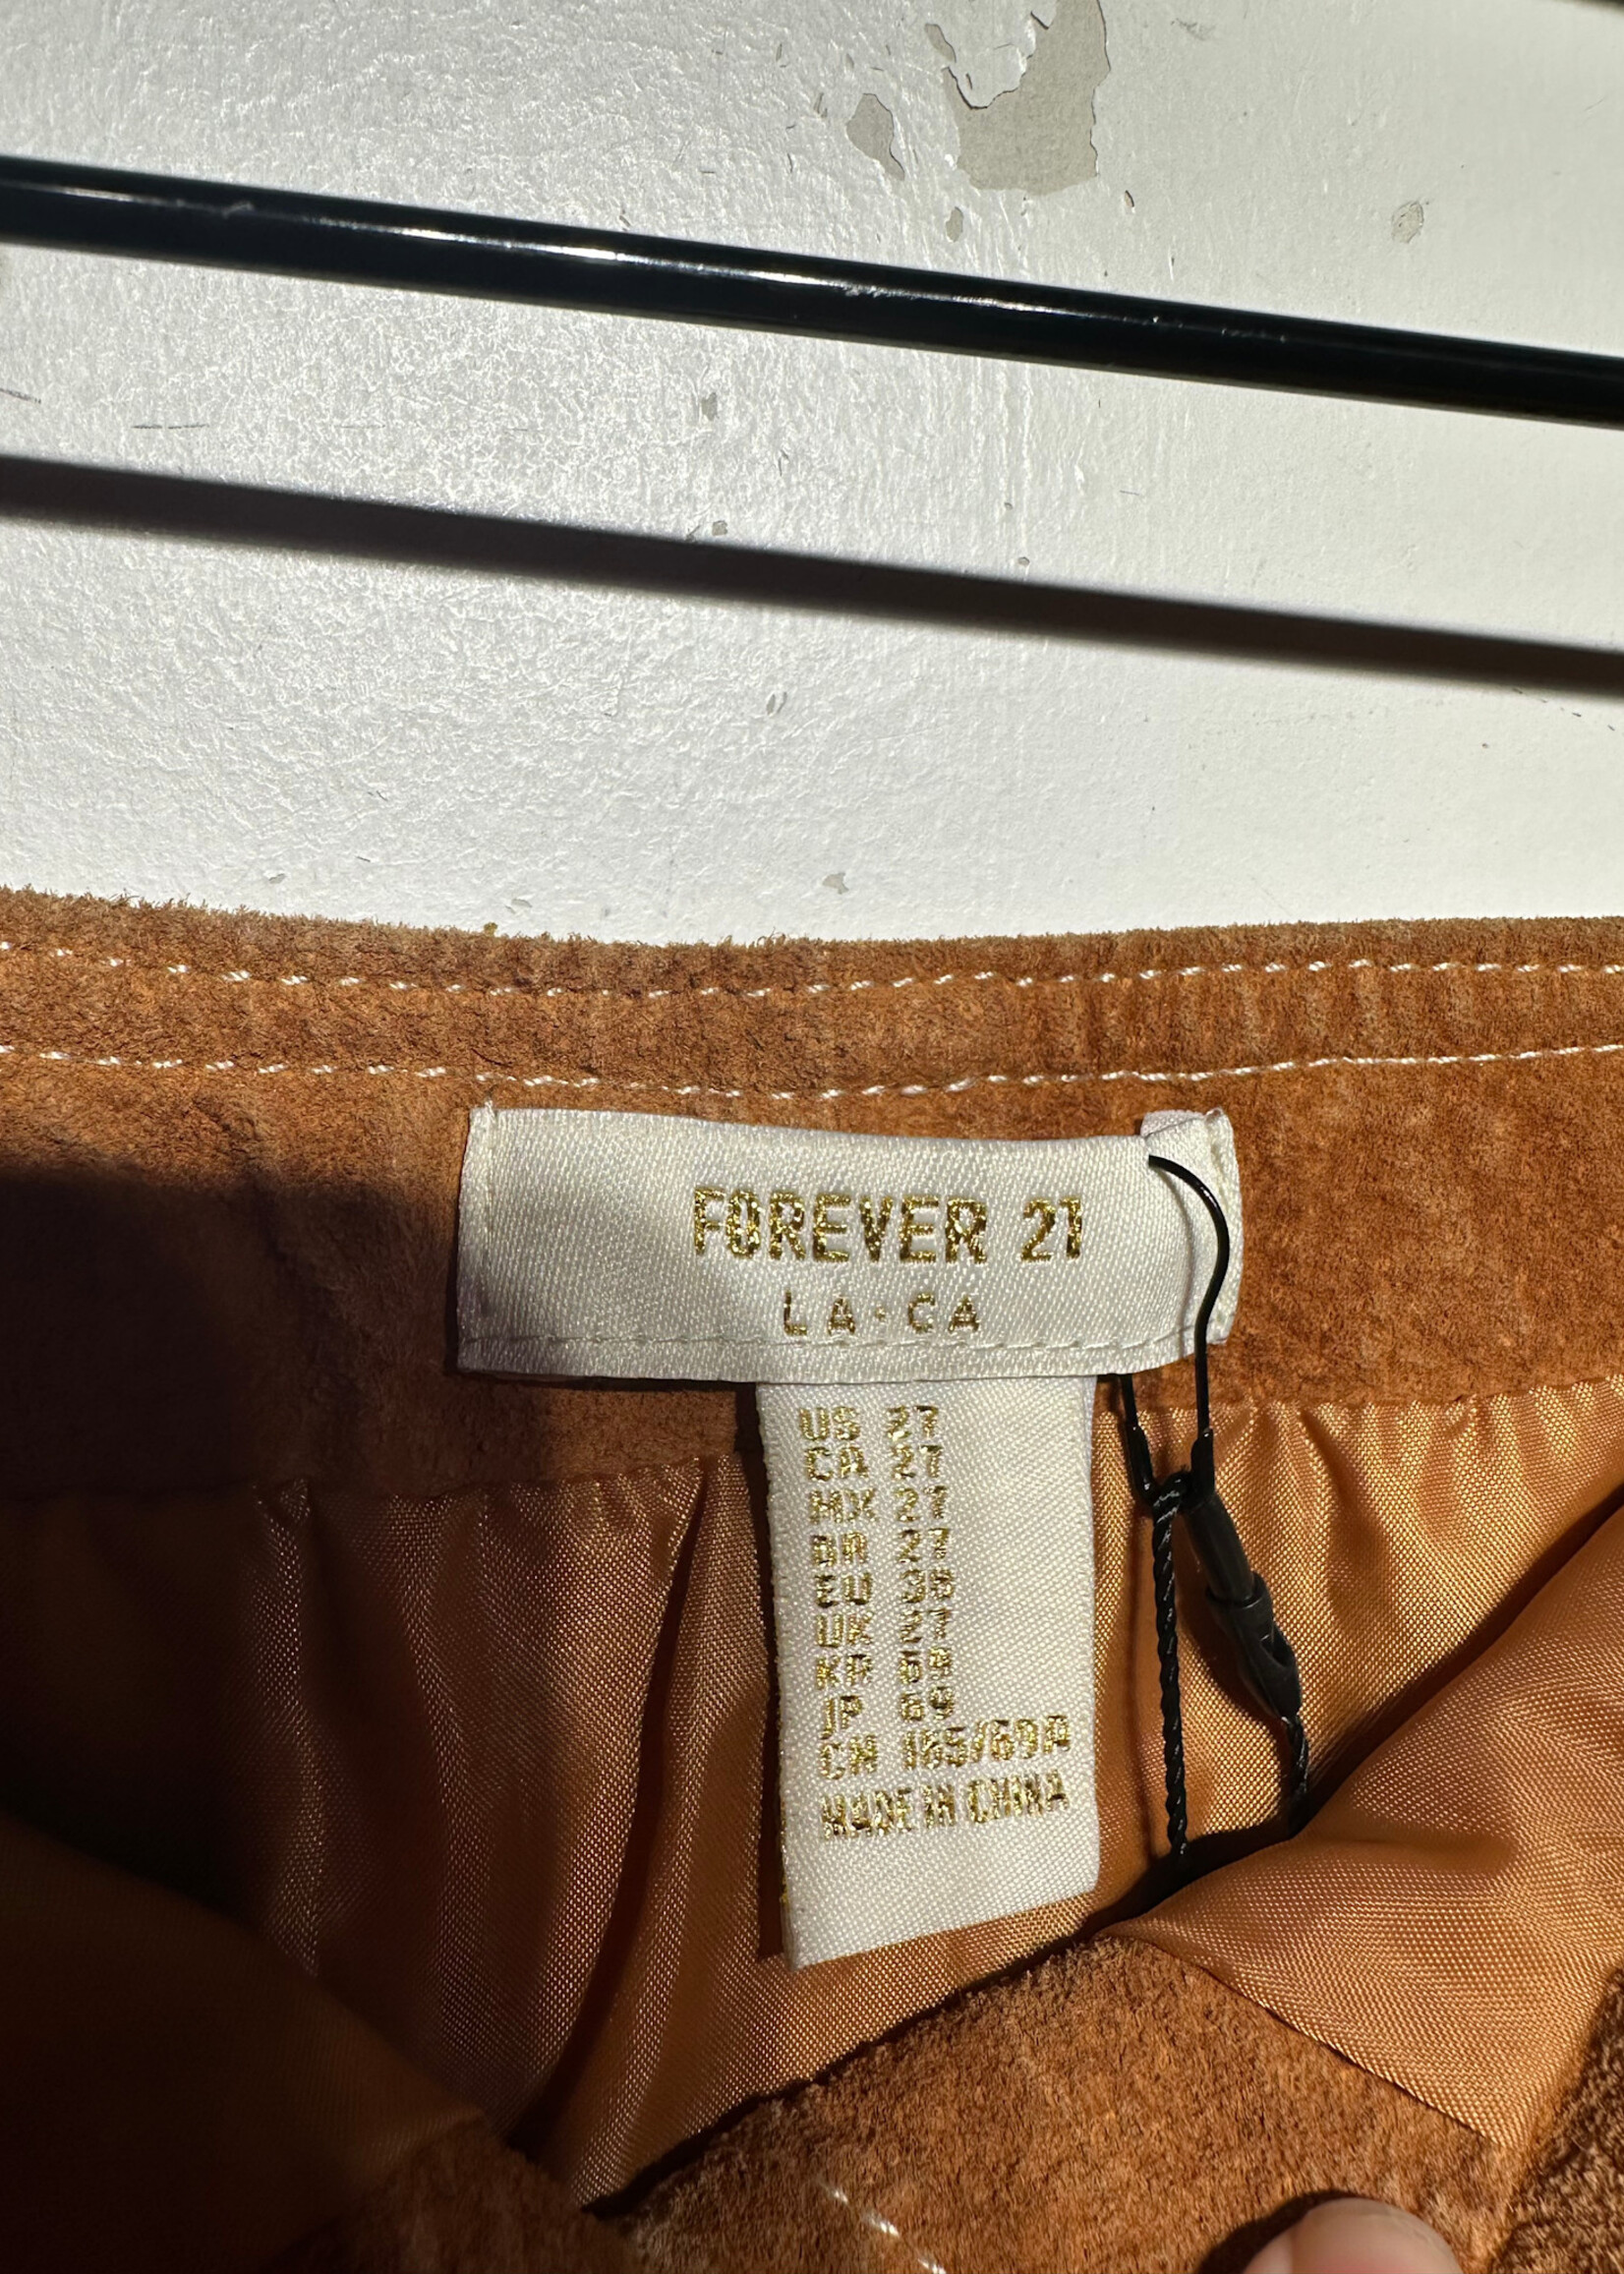 FOREVER 21
LA·CA
US 27
CA 27
MX 27
BR 27
EU 36
UK 27
KR 69
JP 69
CN 165/69A
MADE IN CHINA